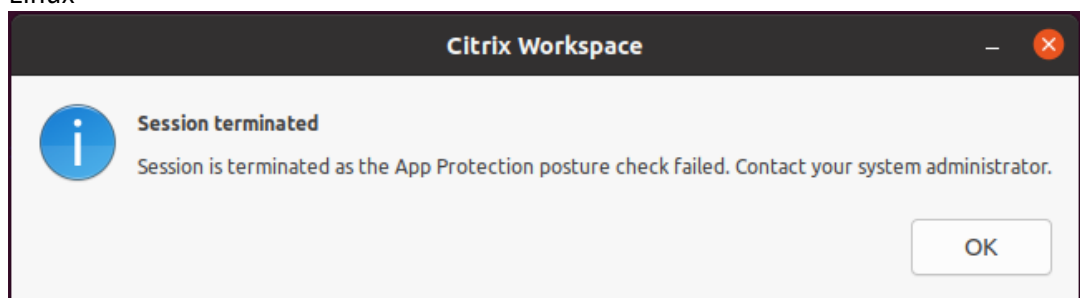 Linux
Citrix Workspace
Session terminated
Session is terminated as the App Protection posture check failed. Contact your system administrator.
OK